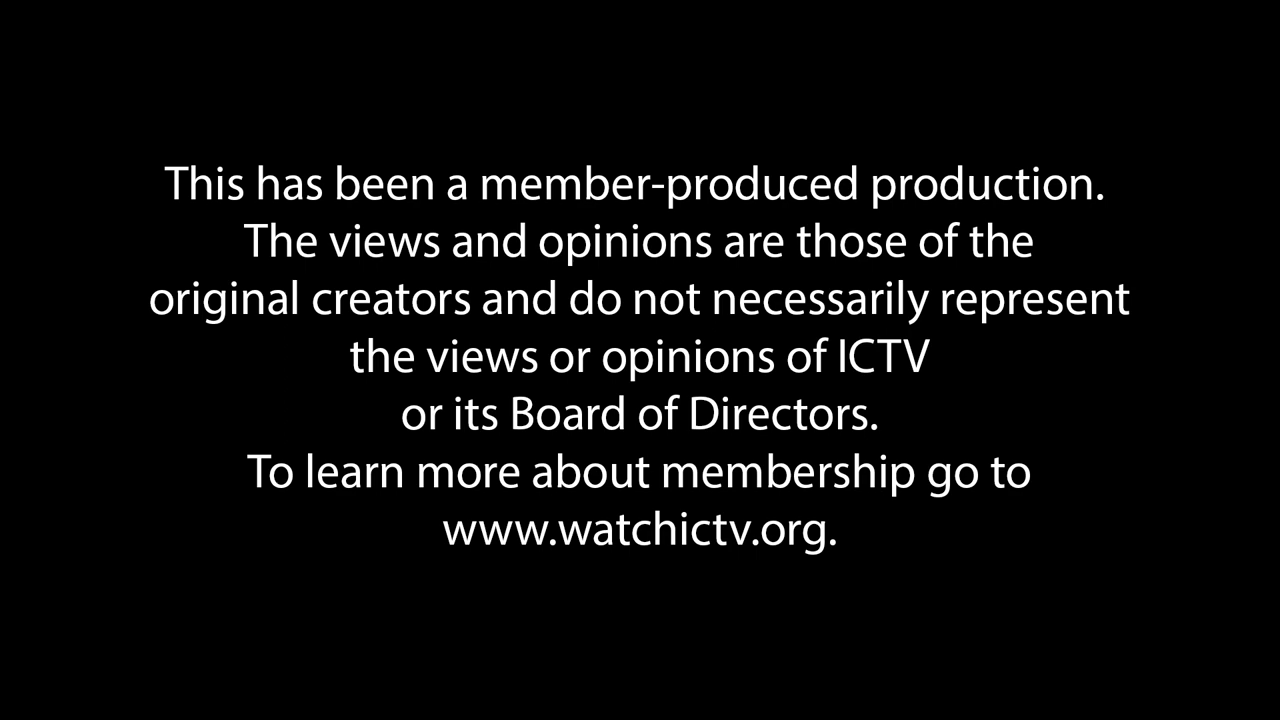 This has been a member-produced production.
The views and opinions are those of the
original creators and do not necessarily represent
the views or opinions of ICTV
or its Board of Directors.
To learn more about membership go to
www.watchictv.org.